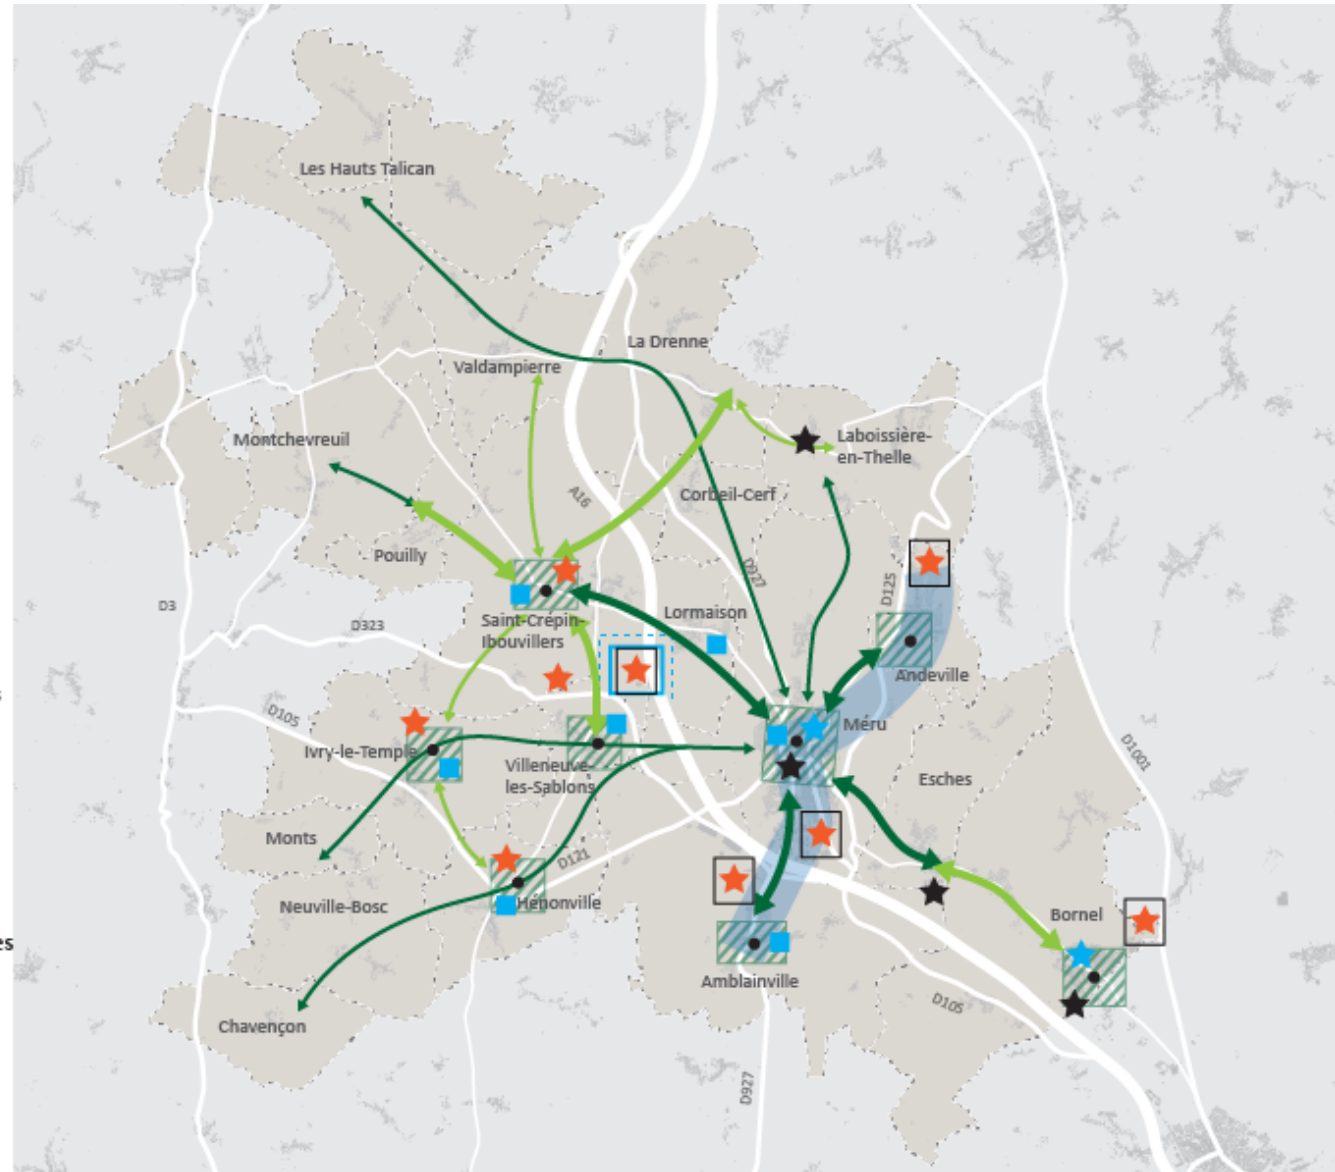 Les Hauts Talican
La Drenne
Valdampierre
Montchevreuil
Laboissière-
en-Thelle
A16
Corbeil-Cerf
Pouilly
D927
D125
D3
D323
Saint-Crépin-
Ibouvillers
Lormaison
Andeville
D105
Ivry-le-Temple
Villeneuve-
les-Sablons
Méru
Esches
D1001
Monts
D121
Neuville-Bosc
Hénonville
Bornel
Amblainville
D105
Chavençon
D927